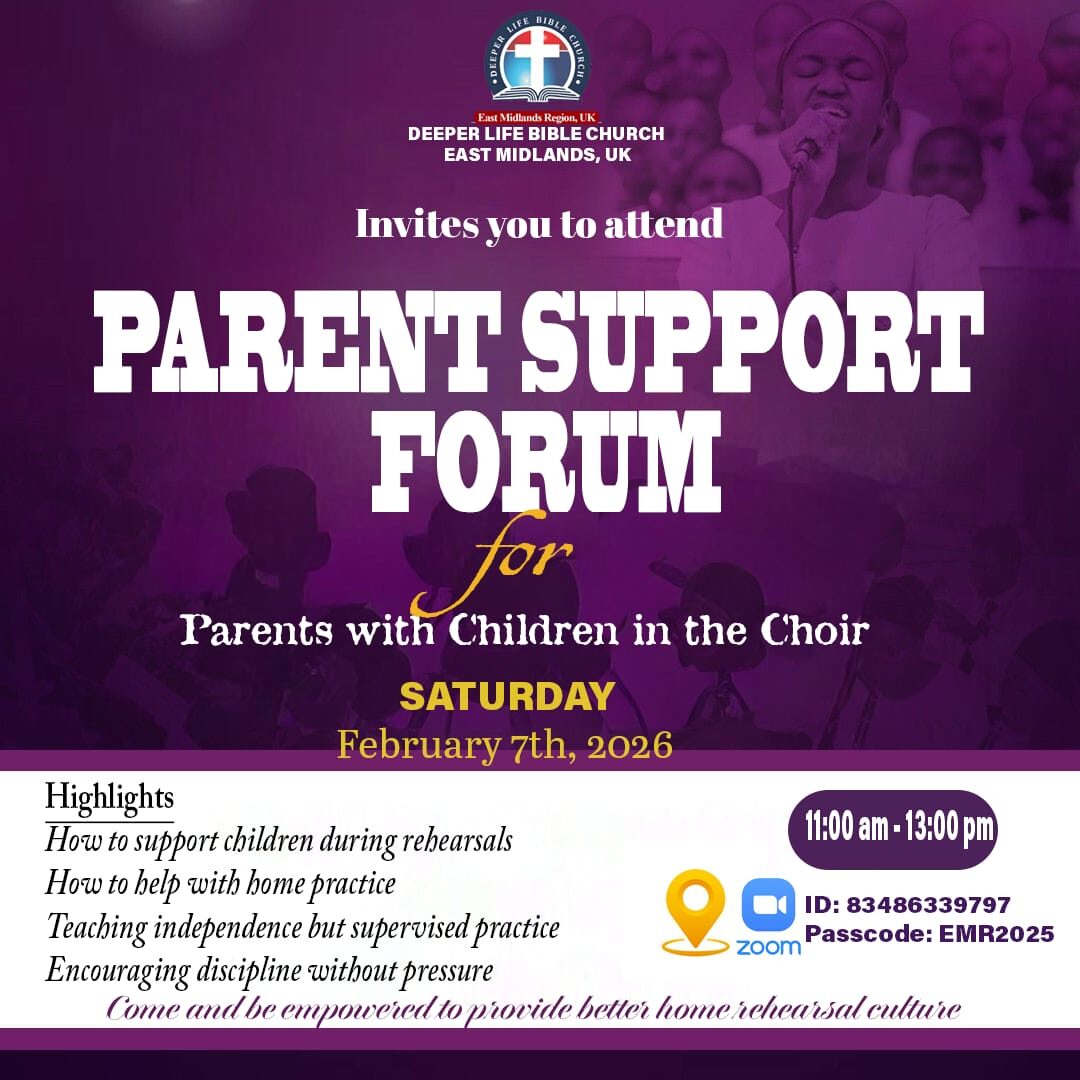 DEEPER LIFE BIBLE CHURCH
East Midlands Region, UK
DEEPER LIFE BIBLE CHURCH
EAST MIDLANDS, UK
Invites you to attend
PARENT SUPPORT
FORUM
for
Parents with Children in the Choir
SATURDAY
February 7th, 2026
Highlights
How to support children during rehearsals
How to help with home practice
Teaching independence but supervised practice
Encouraging discipline without pressure
11:00 am - 13:00 pm
zoom
ID: 83486339797
Passcode: EMR2025
Come and be empowered to provide better home rehearsal culture